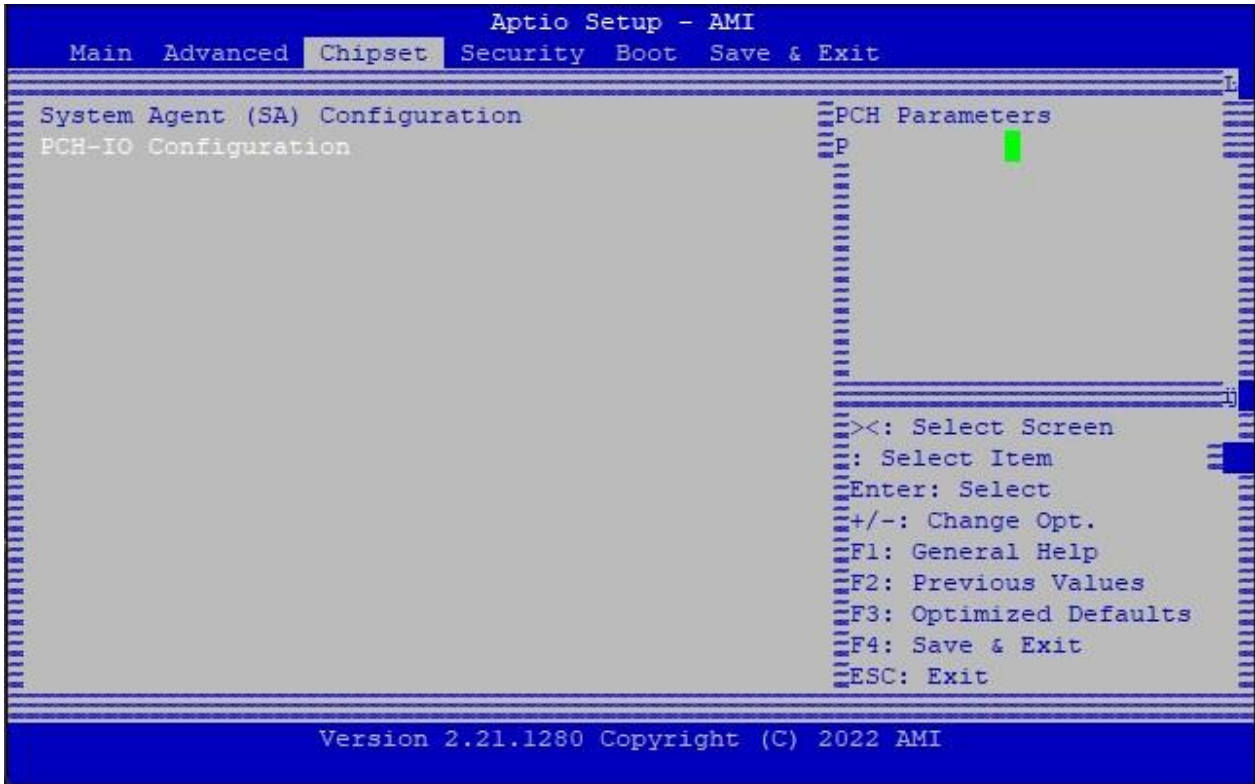 Aptio Setup - AMI
Main Advanced Chipset Security Boot Save & Exit
System Agent (SA) Configuration
PCH Parameters
PCH-IO Configuration
P
><: Select Screen
: Select Item
Enter: Select
+/-: Change Opt.
F1: General Help
F2: Previous Values
F3: Optimized Defaults
F4: Save & Exit
ESC: Exit
Version 2.21.1280 Copyright (C) 2022 AMI